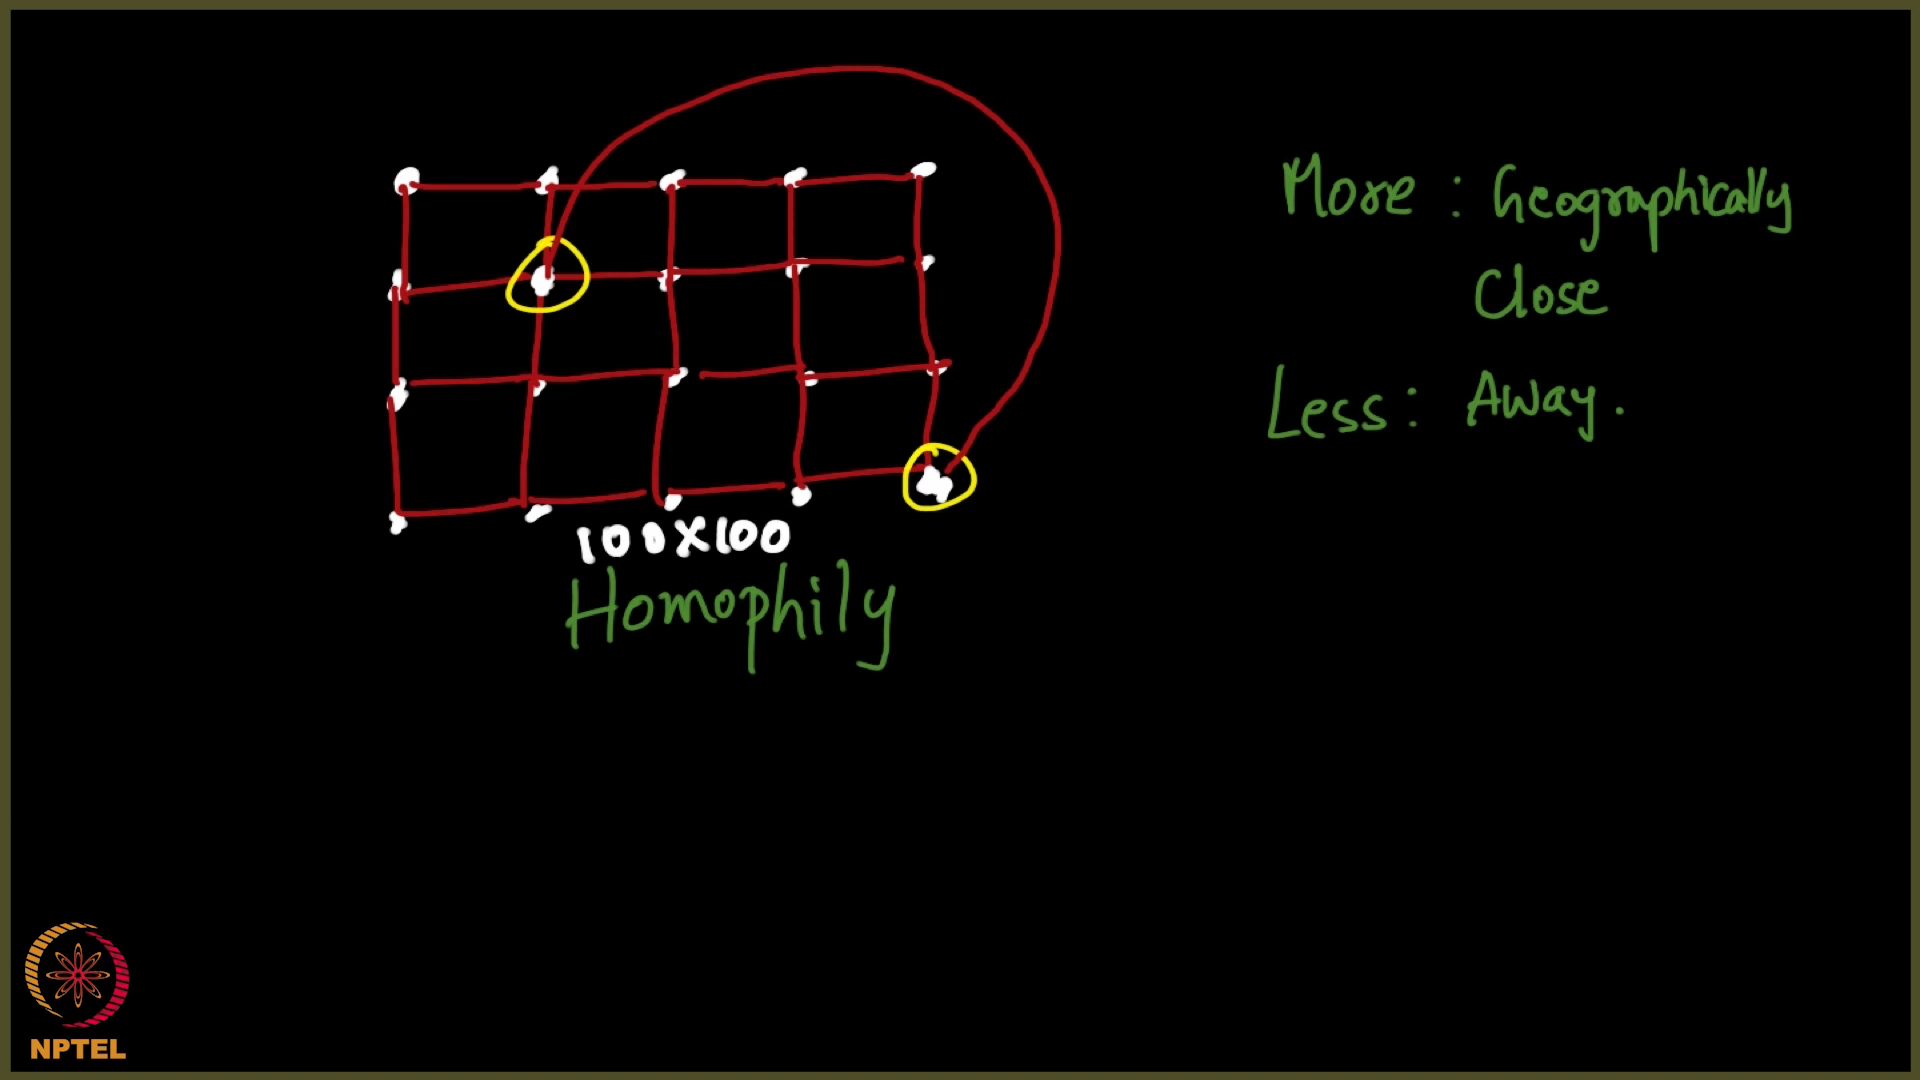 100X100
Homophily
More : Geographically
Close
Less : Away.
NPTEL